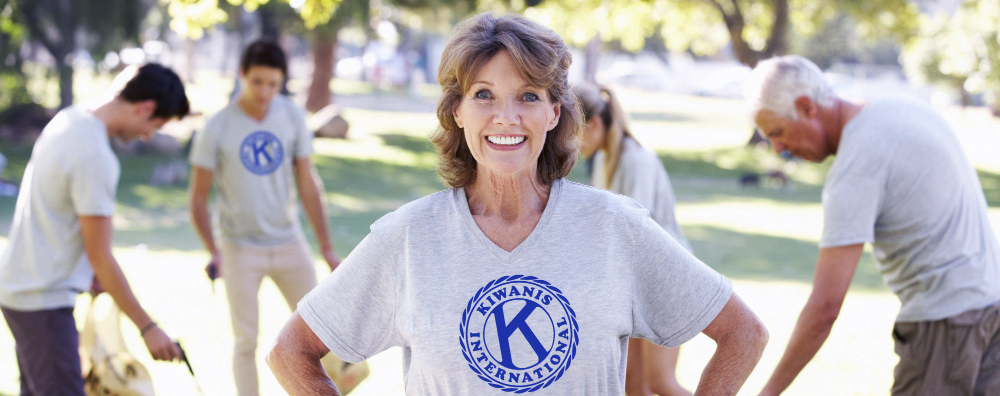 KIWANIS
K
INTERNATIONAL
K